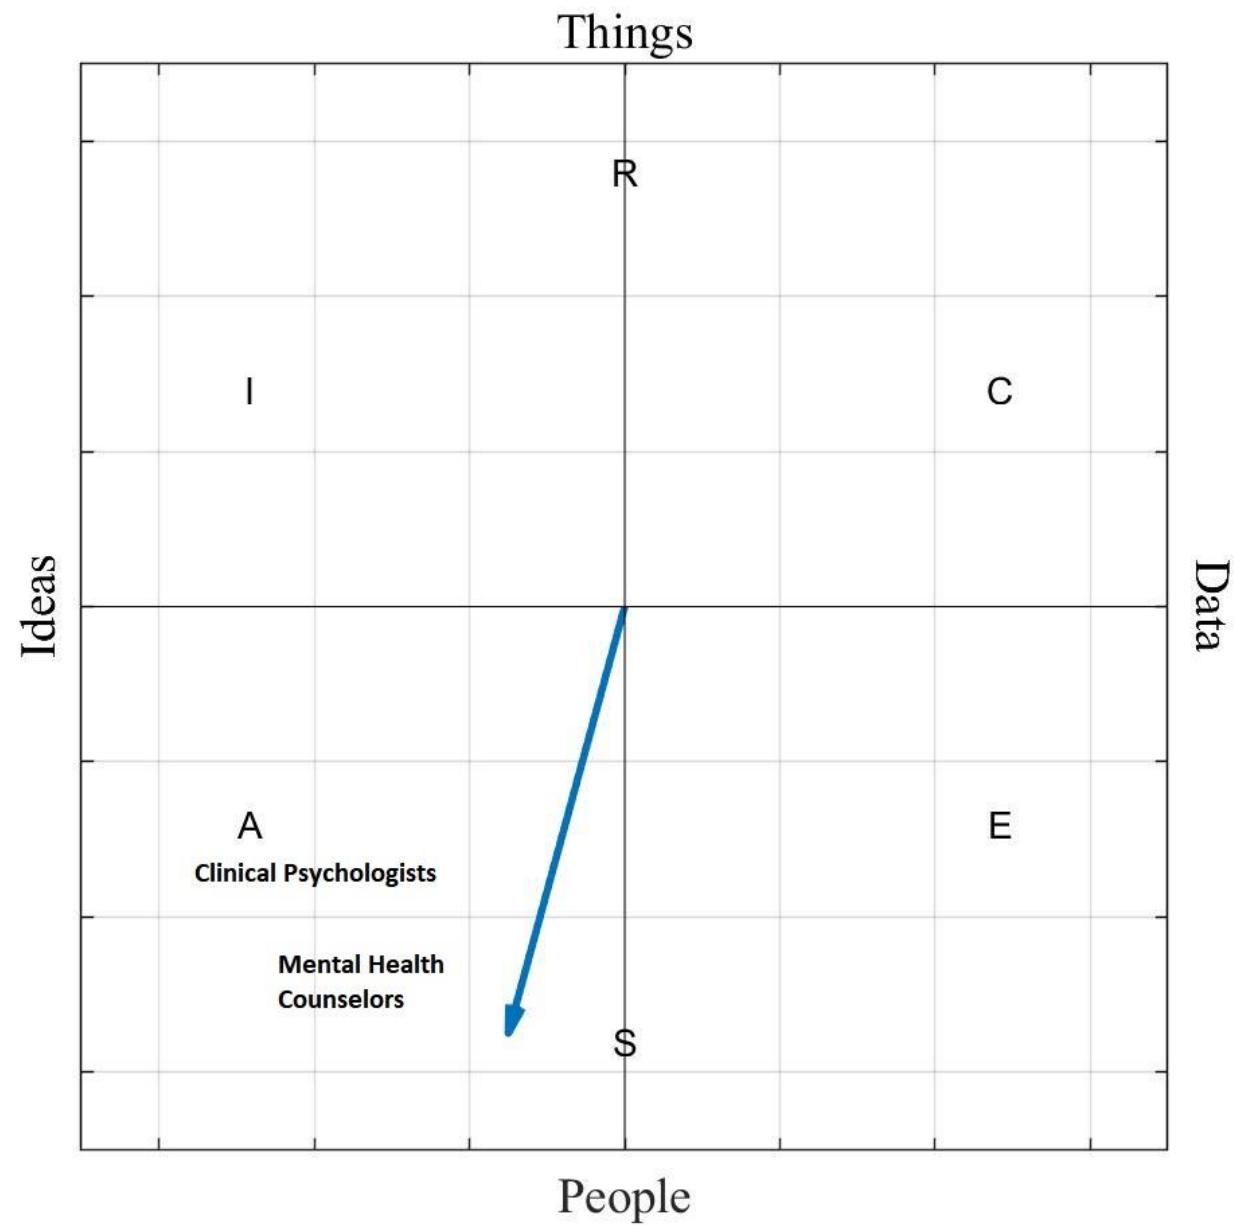 Things
R
I
C
Ideas
Data
A
E
Clinical Psychologists
Mental Health
Counselors
S
People